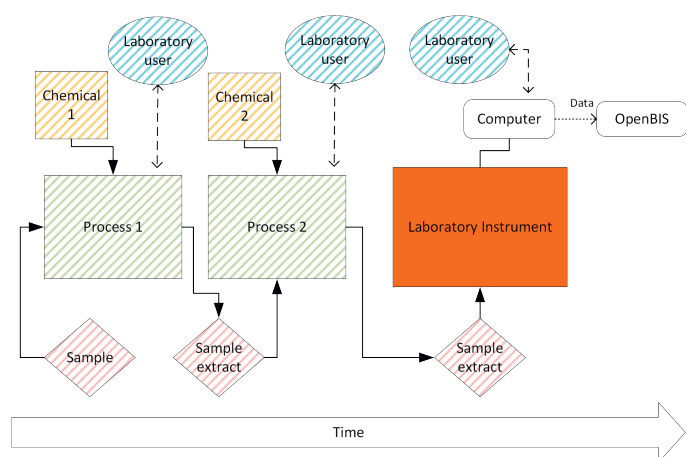 Laboratory
user
Laboratory
user
Laboratory
user
Chemical
1
Chemical
2
Computer
Data
OpenBIS
Process 1
Process 2
Laboratory Instrument
Sample
Sample
extract
Sample
extract
Time